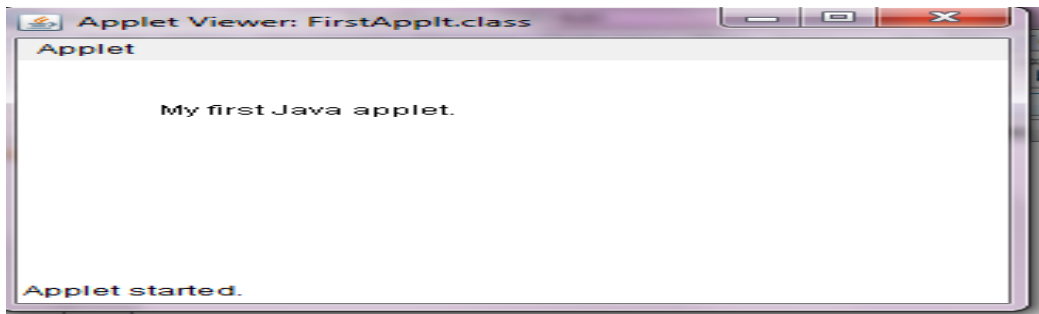 Applet Viewer: FirstApplt.class
Applet
My first Java applet.
Applet started.